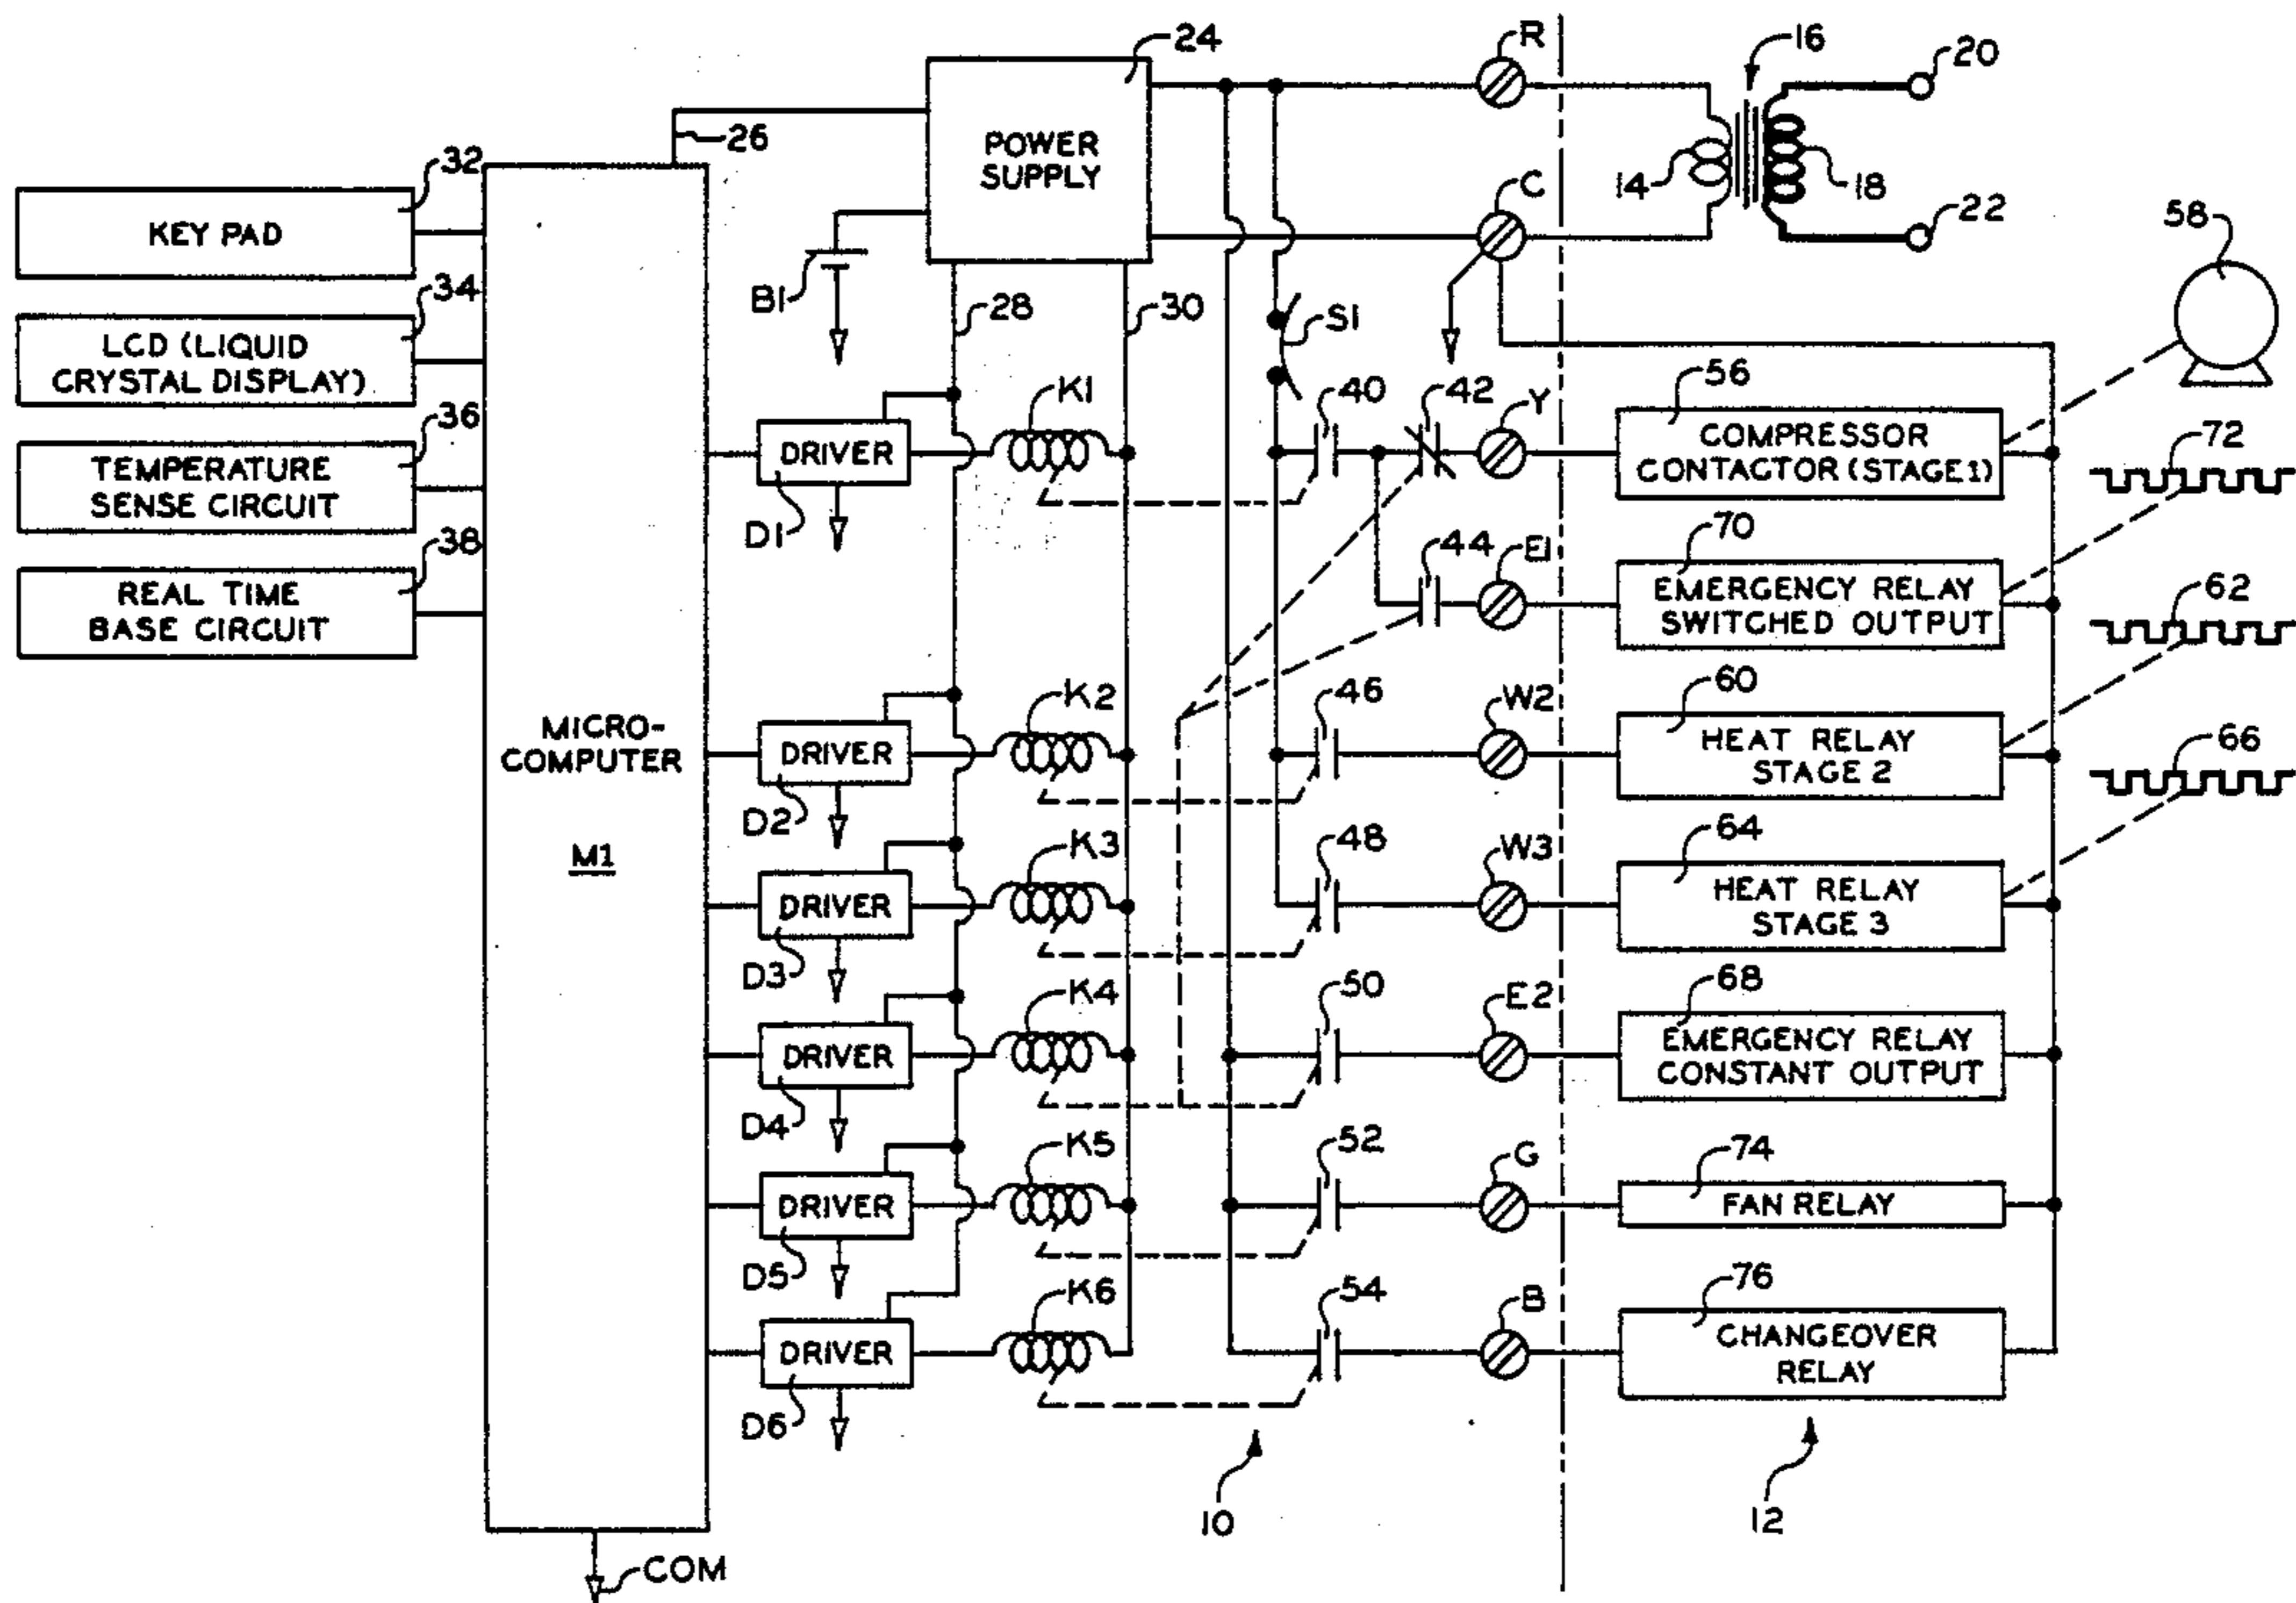 24
R
16
20
26
POWER
SUPPLY
14
18
32
KEY PAD
C
22
58
34
B1
28
30
S1
LCD (LIQUID
CRYSTAL DISPLAY)
36
K1
40
42
Y
56
COMPRESSOR
CONTACTOR (STAGE 1)
72
TEMPERATURE
SENSE CIRCUIT
DRIVER
D1
38
44
E1
70
EMERGENCY RELAY
SWITCHED OUTPUT
62
REAL TIME
BASE CIRCUIT
MICRO-
COMPUTER
M1
K2
46
W2
60
HEAT RELAY
STAGE 2
66
DRIVER
D2
K3
48
W3
64
HEAT RELAY
STAGE 3
DRIVER
D3
K4
50
E2
68
EMERGENCY RELAY
CONSTANT OUTPUT
DRIVER
D4
K5
52
G
74
FAN RELAY
DRIVER
D5
K6
54
B
76
CHANGEOVER
RELAY
DRIVER
D6
10
12
COM